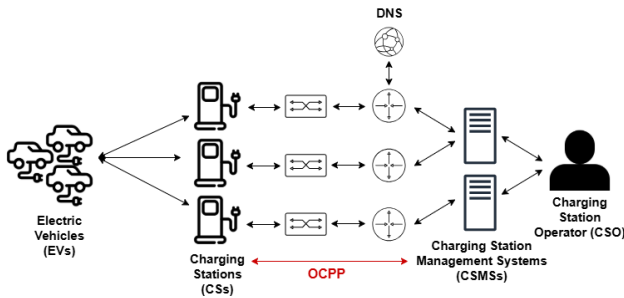 DNS
Electric
Vehicles
(EVs)
Charging
Stations
(CSs)
OCPP
Charging Station
Management Systems
(CSMSs)
Charging
Station
Operator (CSO)